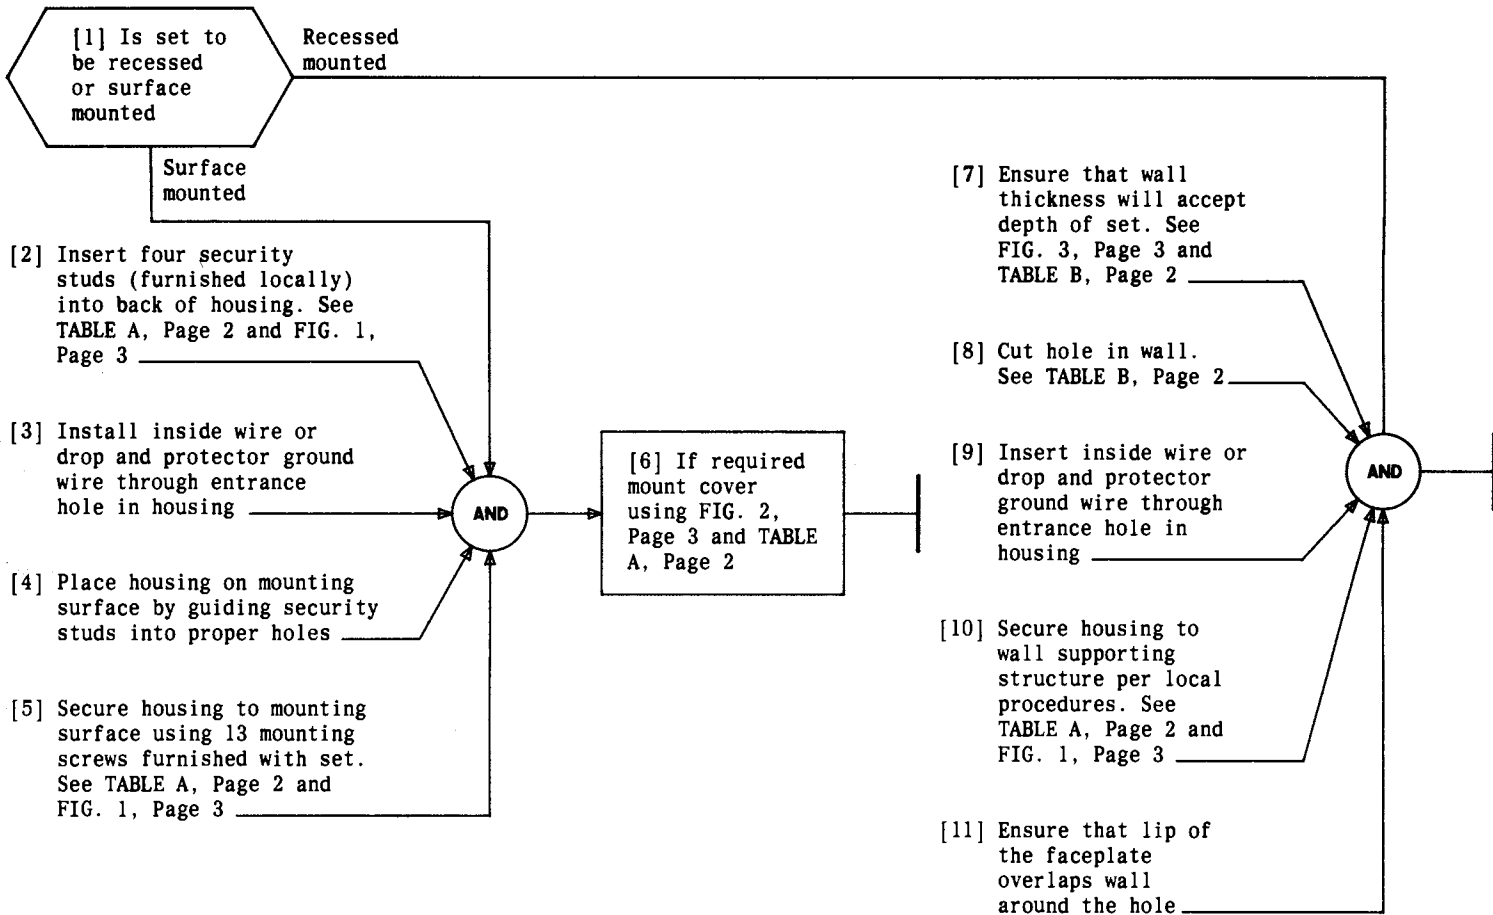 [1] Is set to
be recessed
or surface
mounted
Recessed
mounted
Surface
mounted
[2] Insert four security
studs (furnished locally)
into back of housing. See
TABLE A, Page 2 and FIG. 1,
Page 3
[3] Install inside wire or
drop and protector ground
wire through entrance
hole in housing
[4] Place housing on mounting
surface by guiding security
studs into proper holes
[5] Secure housing to mounting
surface using 13 mounting
screws furnished with set.
See TABLE A, Page 2 and
FIG. 1, Page 3
AND
[6] If required
mount cover
using FIG. 2,
Page 3 and TABLE
A, Page 2
[7] Ensure that wall
thickness will accept
depth of set. See
FIG. 3, Page 3 and
TABLE B, Page 2
[8] Cut hole in wall.
See TABLE B, Page 2
[9] Insert inside wire or
drop and protector
ground wire through
entrance hole in
housing
[10] Secure housing to
wall supporting
structure per local
procedures. See
TABLE A, Page 2 and
FIG. 1, Page 3
[11] Ensure that lip of
the faceplate
overlaps wall
around the hole
AND